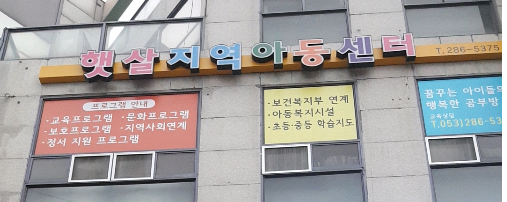 햇살지역아동센터 T. 286-5375
프로그램 안내
·교육프로그램 ·문화프로그램
·보호프로그램 ·지역사회연계
·정서 지원 프로그램
·보건복지부 연계
·아동복지시설
·초등·중등 학습지도
꿈꾸는 아이들의
행복한 공부방
교육상담
T.053)286-53